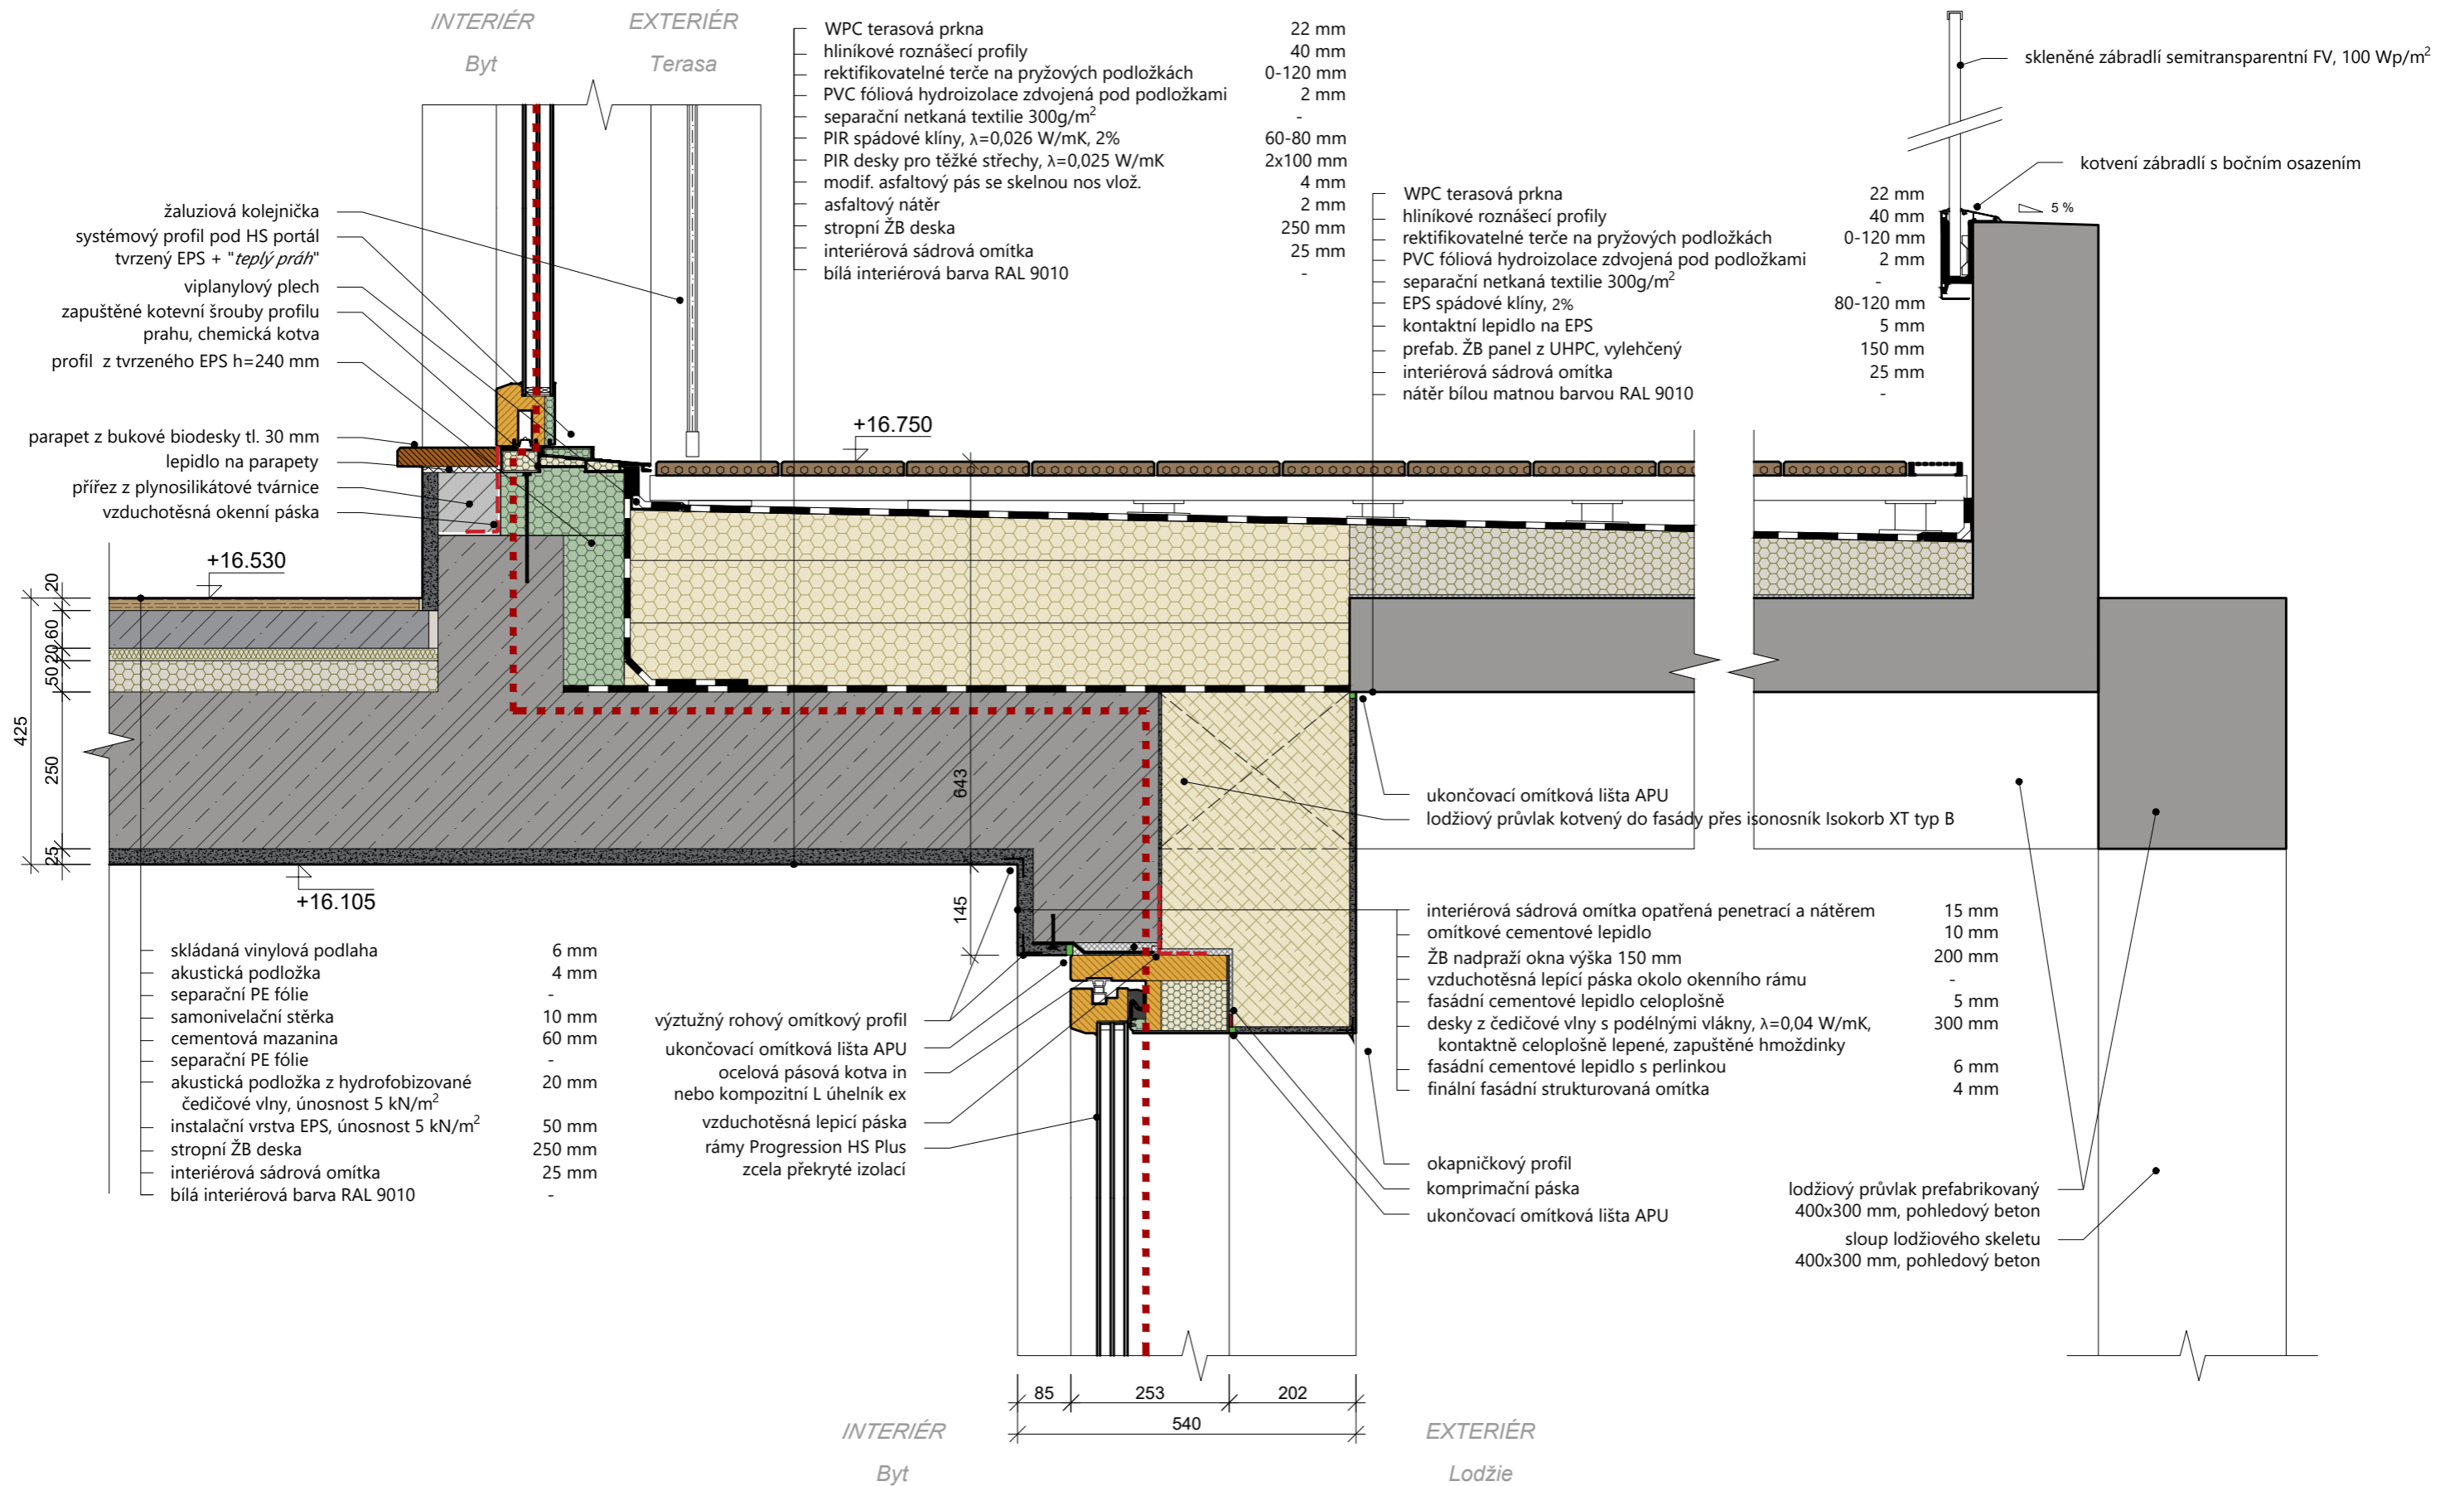 INTERIÉR
Byt
EXTERIÉR
Terasa
WPC terasová prkna 22 mm
hliníkové roznášecí profily 40 mm
rektifikovatelné terče na pryžových podložkách 0-120 mm
PVC fóliová hydroizolace zdvojená pod podložkami 2 mm
separační netkaná textilie 300g/m² -
PIR spádové klíny, λ=0,026 W/mK, 2% 60-80 mm
PIR desky pro těžké střechy, λ=0,025 W/mK 2x100 mm
modif. asfaltový pás se skelnou nos vlož. 4 mm
asfaltový nátěr 2 mm
stropní ŽB deska 250 mm
interiérová sádrová omítka 25 mm
bílá interiérová barva RAL 9010 -
skleněné zábradlí semitransparentní FV, 100 Wp/m²
kotvení zábradlí s bočním osazením
5 %
WPC terasová prkna 22 mm
hliníkové roznášecí profily 40 mm
rektifikovatelné terče na pryžových podložkách 0-120 mm
PVC fóliová hydroizolace zdvojená pod podložkami 2 mm
separační netkaná textilie 300g/m² -
EPS spádové klíny, 2% 80-120 mm
kontaktní lepidlo na EPS 5 mm
prefab. ŽB panel z UHPC, vylehčený 150 mm
interiérová sádrová omítka 25 mm
nátěr bílou matnou barvou RAL 9010 -
žaluziová kolejnička
systémový profil pod HS portál
tvrzený EPS + "teplý práh"
viplanylový plech
zapuštěné kotevní šrouby profilu
prahu, chemická kotva
profil z tvrzeného EPS h=240 mm
parapet z bukové biodesky tl. 30 mm
lepidlo na parapety
přířez z plynosilikátové tvárnice
vzduchotěsná okenní páska
+16.750
+16.530
+16.105
20
60
20
50
250
25
425
643
145
ukončovací omítková lišta APU
lodžiový průvlak kotvený do fasády přes isonosník Isokorb XT typ B
interiérová sádrová omítka opatřená penetrací a nátěrem 15 mm
omítkové cementové lepidlo 10 mm
ŽB nadpraží okna výška 150 mm 200 mm
vzduchotěsná lepící páska okolo okenního rámu -
fasádní cementové lepidlo celoplošně 5 mm
desky z čedičové vlny s podélnými vlákny, λ=0,04 W/mK, 300 mm
kontaktně celoplošně lepené, zapuštěné hmoždinky
fasádní cementové lepidlo s perlinkou 6 mm
finální fasádní strukturovaná omítka 4 mm
skládaná vinylová podlaha 6 mm
akustická podložka 4 mm
separační PE fólie -
samonivelační stěrka 10 mm
cementová mazanina 60 mm
separační PE fólie -
akustická podložka z hydrofobizované 20 mm
čedičové vlny, únosnost 5 kN/m²
instalační vrstva EPS, únosnost 5 kN/m² 50 mm
stropní ŽB deska 250 mm
interiérová sádrová omítka 25 mm
bílá interiérová barva RAL 9010 -
výztužný rohový omítkový profil
ukončovací omítková lišta APU
ocelová pásová kotva in
nebo kompozitní L úhelník ex
vzduchotěsná lepicí páska
rámy Progression HS Plus
zcela překryté izolací
okapničkový profil
komprimační páska
ukončovací omítková lišta APU
lodžiový průvlak prefabrikovaný
400x300 mm, pohledový beton
sloup lodžiového skeletu
400x300 mm, pohledový beton
85
253
202
540
INTERIÉR
Byt
EXTERIÉR
Lodžie